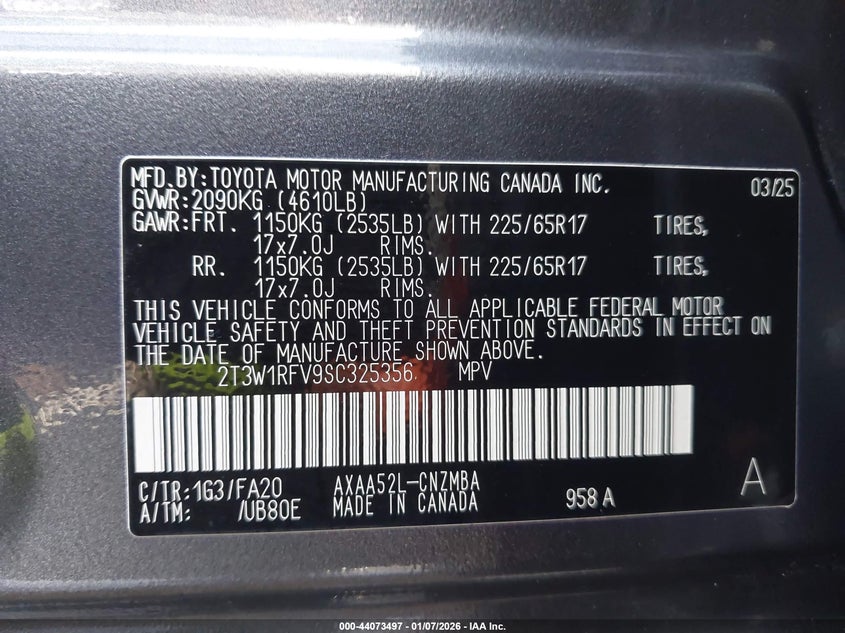 MFD.BY:TOYOTA MOTOR MANUFACTURING CANADA INC. 03/25
GVWR:2090KG (4610LB)
GAWR:FRT. 1150KG (2535LB) WITH 225/65R17 TIRES,
17x7.0J RIMS.
RR. 1150KG (2535LB) WITH 225/65R17 TIRES,
17x7.0J RIMS.
THIS VEHICLE CONFORMS TO ALL APPLICABLE FEDERAL MOTOR
VEHICLE SAFETY AND THEFT PREVENTION STANDARDS IN EFFECT ON
THE DATE OF MANUFACTURE SHOWN ABOVE.
2T3W1RFV9SC325356 MPV
C/TR:1G3/FA20 AXAA52L-CNZMBA A
A/TM: /UB80E MADE IN CANADA 958A
000-44073497 - 01/07/2026 - IAA Inc.